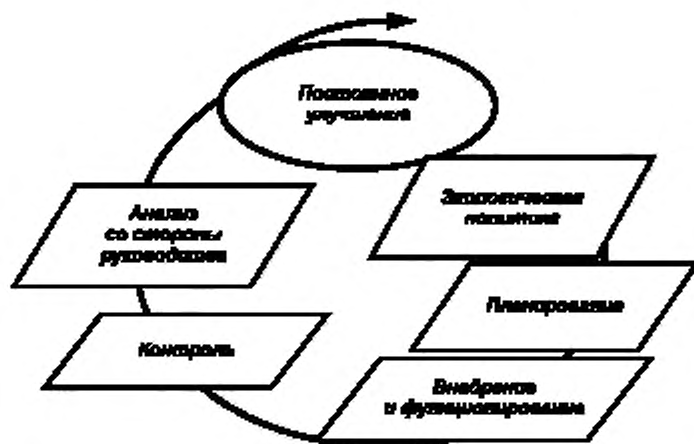 Постоянное
улучшение
Экологическая
политика
Планирование
Внедрение
и функционирование
Контроль
Анализ
со стороны
руководства